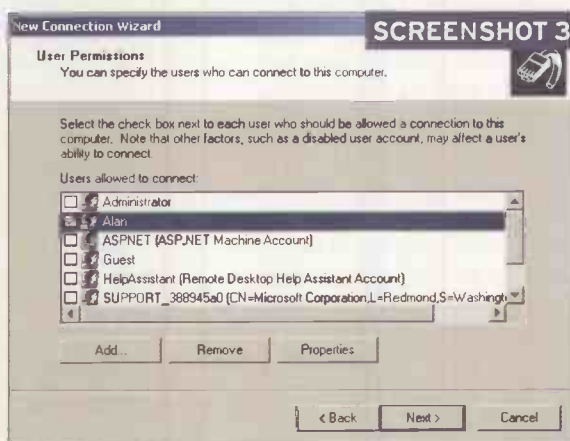 New Connection Wizard
SCREENSHOT 3
User Permissions
You can specify the users who can connect to this computer.
Select the check box next to each user who should be allowed a connection to this
computer. Note that other factors, such as a disabled user account, may affect a user's
ability to connect.
Users allowed to connect:
Administrator
Alan
ASPNET (ASP.NET Machine Account)
Guest
HelpAssistant (Remote Desktop Help Assistant Account)
SUPPORT_388945a0 (CN=Microsoft Corporation,L=Redmond,S=Washingt
Add...
Remove
Properties
< Back
Next >
Cancel